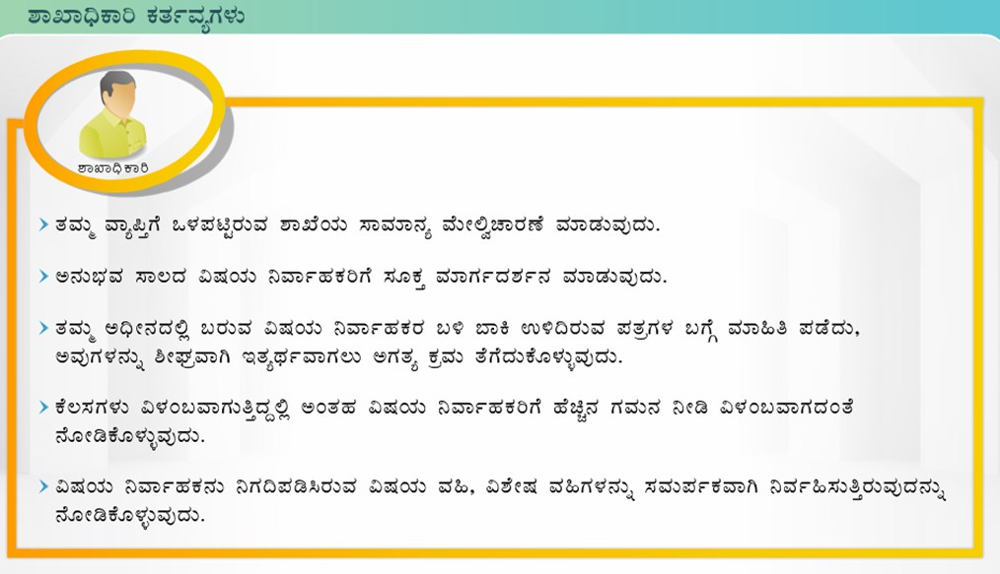 ಶಾಖಾಧಿಕಾರಿ ಕರ್ತವ್ಯಗಳು
ಶಾಖಾಧಿಕಾರಿ
ತಮ್ಮ ವ್ಯಾಪ್ತಿಗೆ ಒಳಪಟ್ಟಿರುವ ಶಾಖೆಯ ಸಾಮಾನ್ಯ ಮೇಲ್ವಿಚಾರಣೆ ಮಾಡುವುದು.
ಅನುಭವ ಸಾಲದ ವಿಷಯ ನಿರ್ವಾಹಕರಿಗೆ ಸೂಕ್ತ ಮಾರ್ಗದರ್ಶನ ಮಾಡುವುದು.
ತಮ್ಮ ಅಧೀನದಲ್ಲಿ ಬರುವ ವಿಷಯ ನಿರ್ವಾಹಕರ ಬಳಿ ಬಾಕಿ ಉಳಿದಿರುವ ಪತ್ರಗಳ ಬಗ್ಗೆ ಮಾಹಿತಿ ಪಡೆದು,
ಅವುಗಳನ್ನು ಶೀಘ್ರವಾಗಿ ಇತ್ಯರ್ಥವಾಗಲು ಅಗತ್ಯ ಕ್ರಮ ತೆಗೆದುಕೊಳ್ಳುವುದು.
ಕೆಲಸಗಳು ವಿಳಂಬವಾಗುತ್ತಿದ್ದಲ್ಲಿ ಅಂತಹ ವಿಷಯ ನಿರ್ವಾಹಕರಿಗೆ ಹೆಚ್ಚಿನ ಗಮನ ನೀಡಿ ವಿಳಂಬವಾಗದಂತೆ
ನೋಡಿಕೊಳ್ಳುವುದು.
ವಿಷಯ ನಿರ್ವಾಹಕನು ನಿಗದಿಪಡಿಸಿರುವ ವಿಷಯ ವಹಿ, ವಿಶೇಷ ವಹಿಗಳನ್ನು ಸಮರ್ಪಕವಾಗಿ ನಿರ್ವಹಿಸುತ್ತಿರುವುದನ್ನು
ನೋಡಿಕೊಳ್ಳುವುದು.